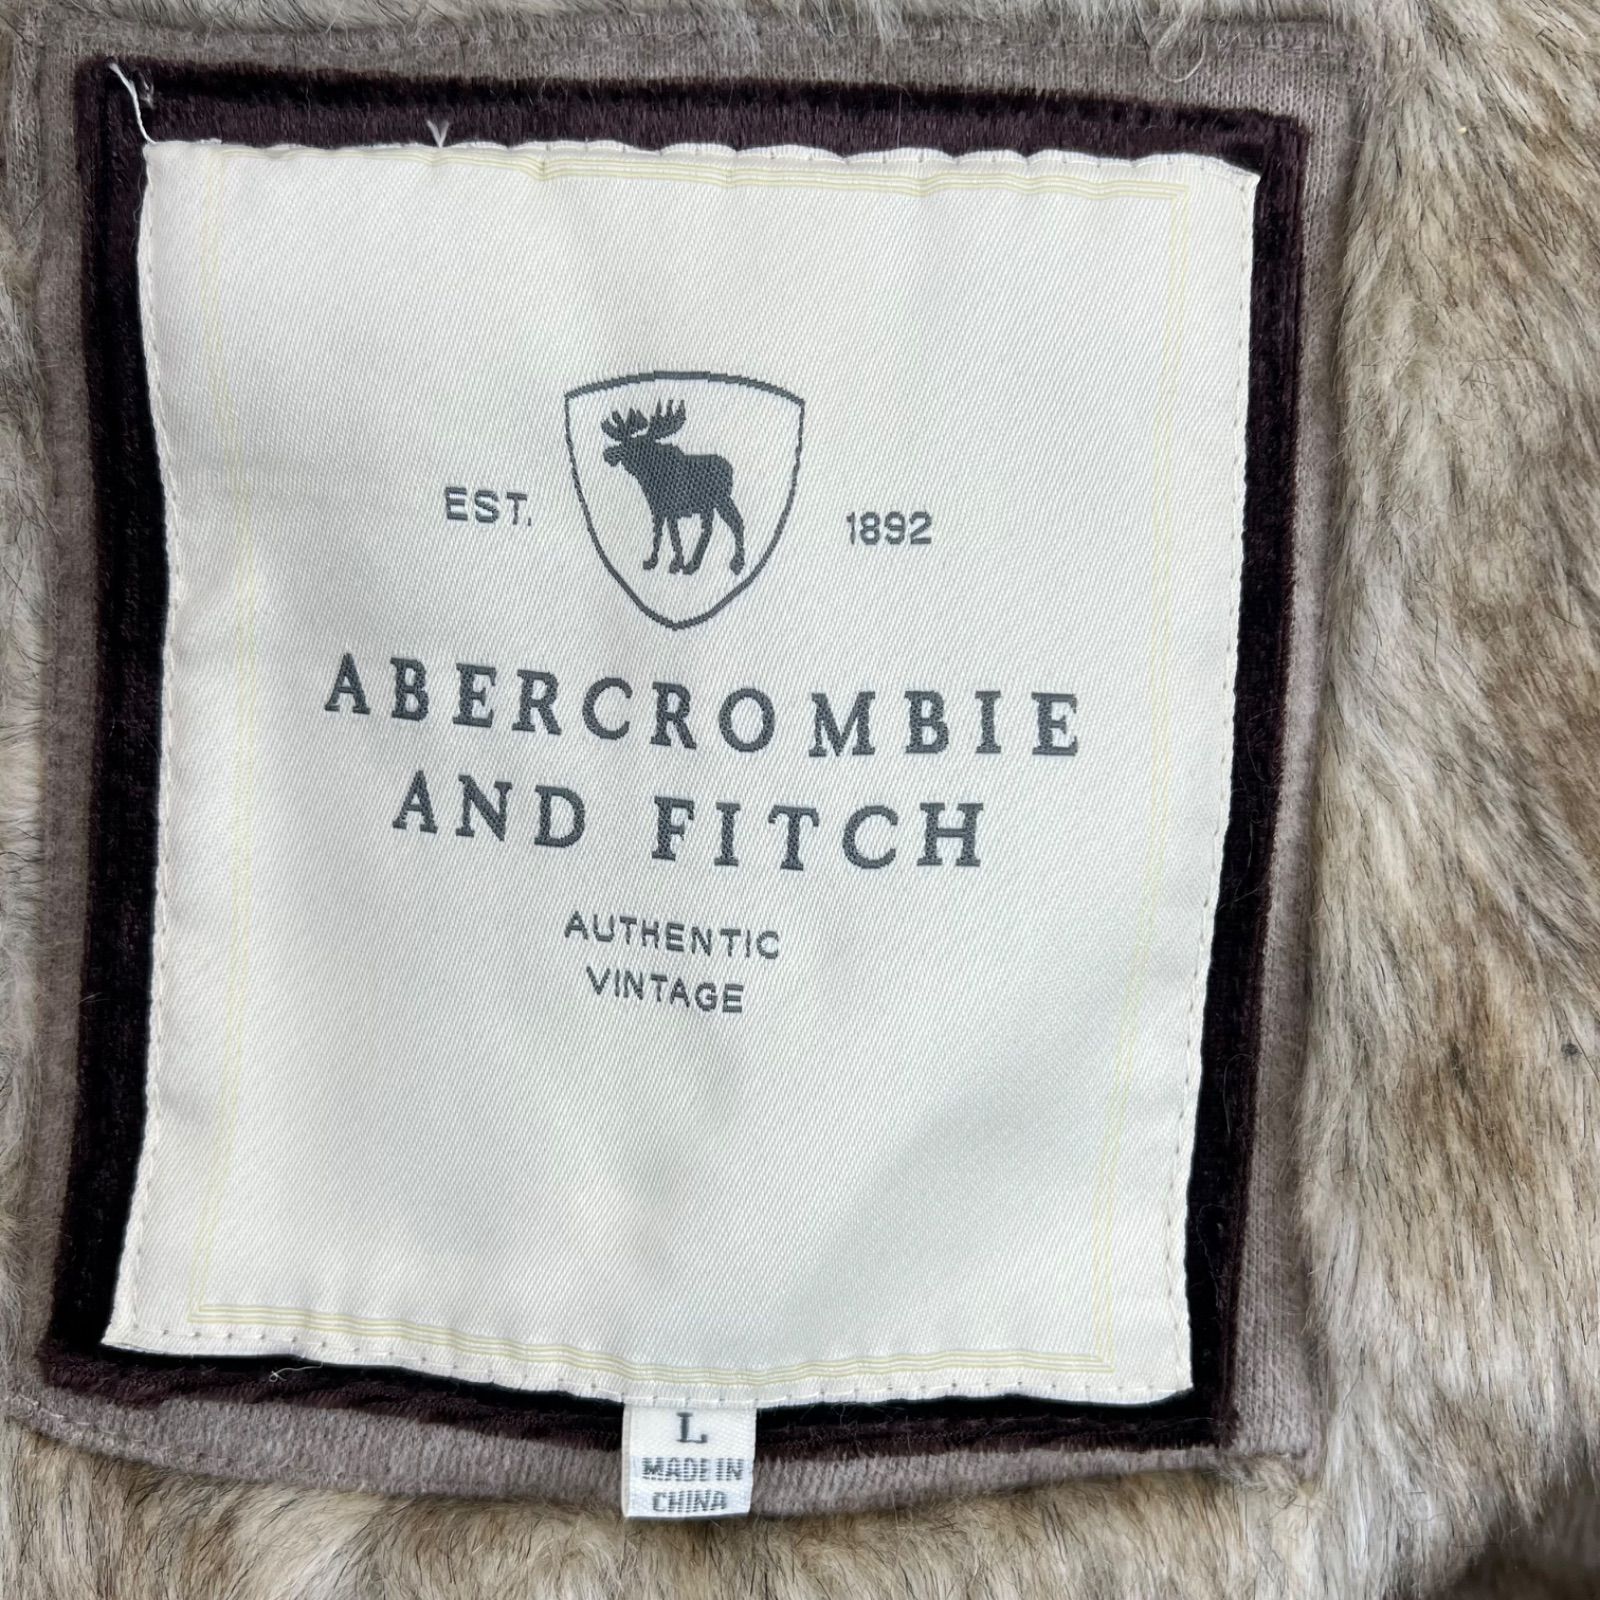 EST. 1892
ABERCROMBIE
AND FITCH
AUTHENTIC
VINTAGE
L
MADE IN
CHINA